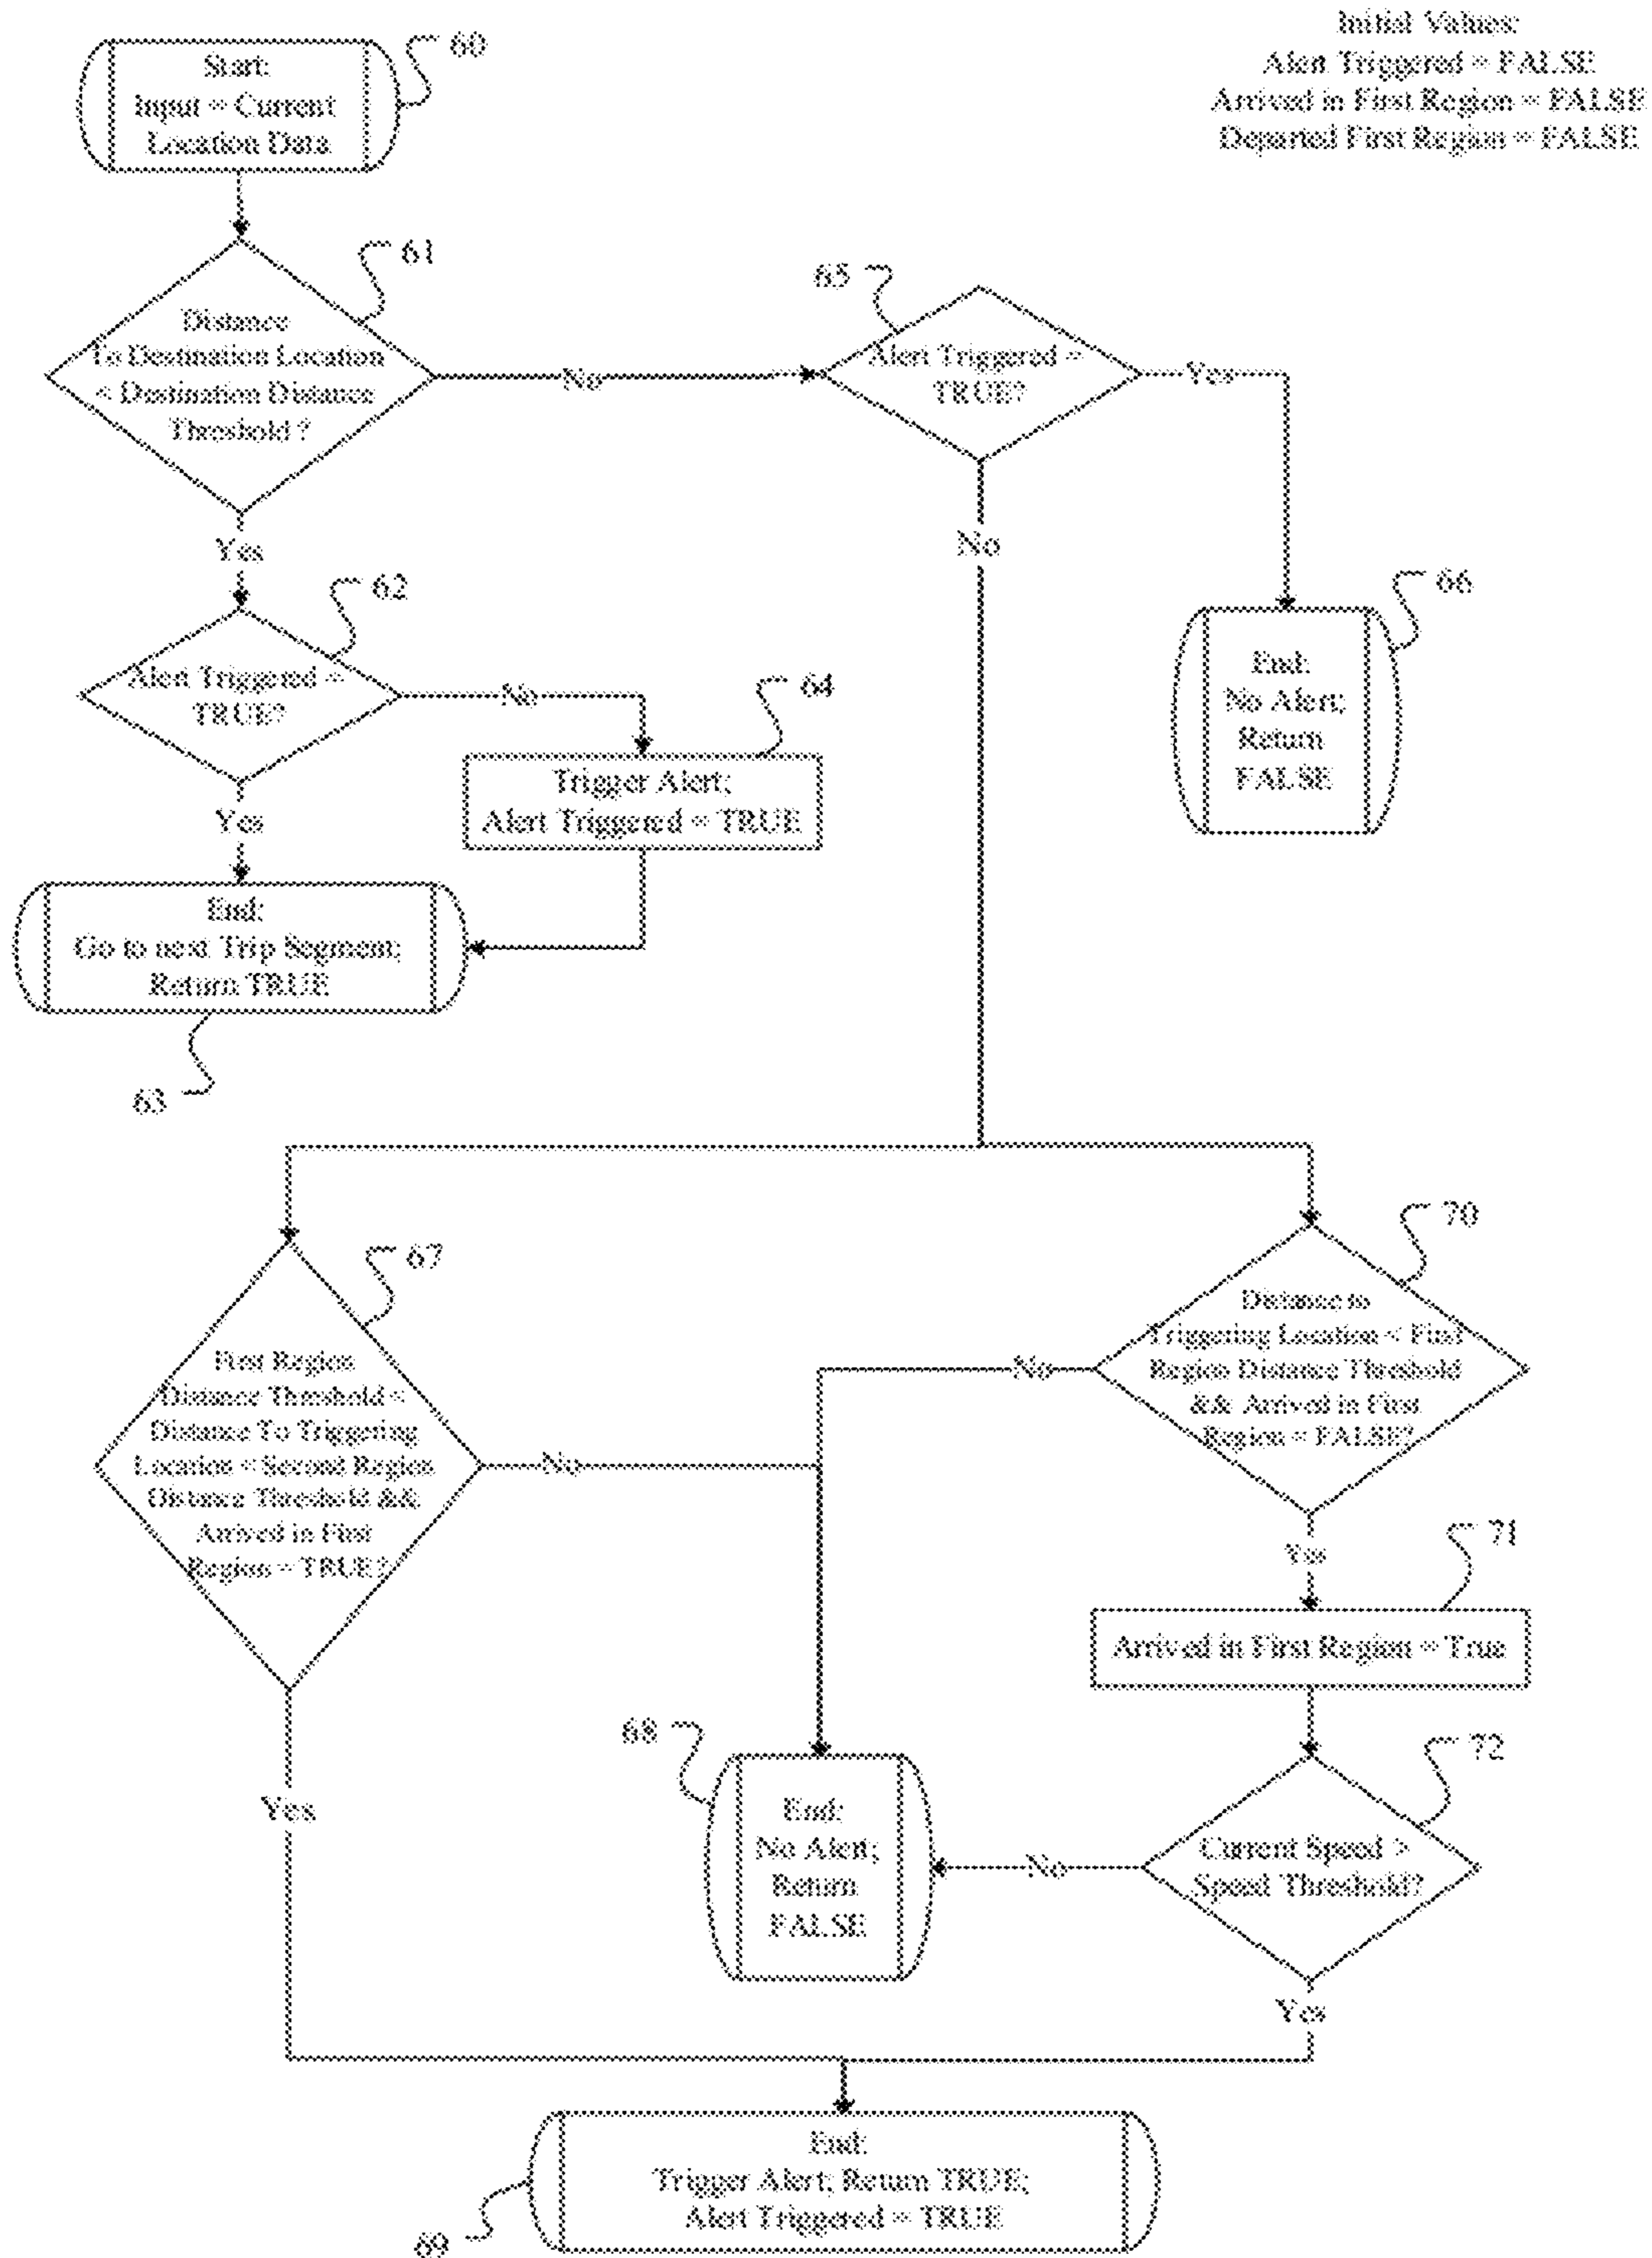 Initial Values:
Alert Triggered = FALSE
Arrived in First Region = FALSE
Departed First Region = FALSE
60
Start:
Input = Current
Location Data
61
Distance
To Destination Location
< Destination Distance
Threshold ?
No
65
Alert Triggered =
TRUE?
Yes
Yes
No
62
Alert Triggered =
TRUE?
No
64
Trigger Alert;
Alert Triggered = TRUE
66
End:
No Alert;
Return
FALSE
Yes
End:
Go to next Trip Segment;
Return TRUE
63
67
First Region
Distance Threshold <
Distance To Triggering
Location < Second Region
Distance Threshold &&
Arrived in First
Region = TRUE?
No
70
Distance to
Triggering Location < First
Region Distance Threshold
&& Arrived in First
Region = FALSE?
No
Yes
71
Arrived in First Region = True
68
End:
No Alert;
Return
FALSE
72
Current Speed >
Speed Threshold?
No
Yes
Yes
End:
Trigger Alert; Return TRUE;
Alert Triggered = TRUE
69